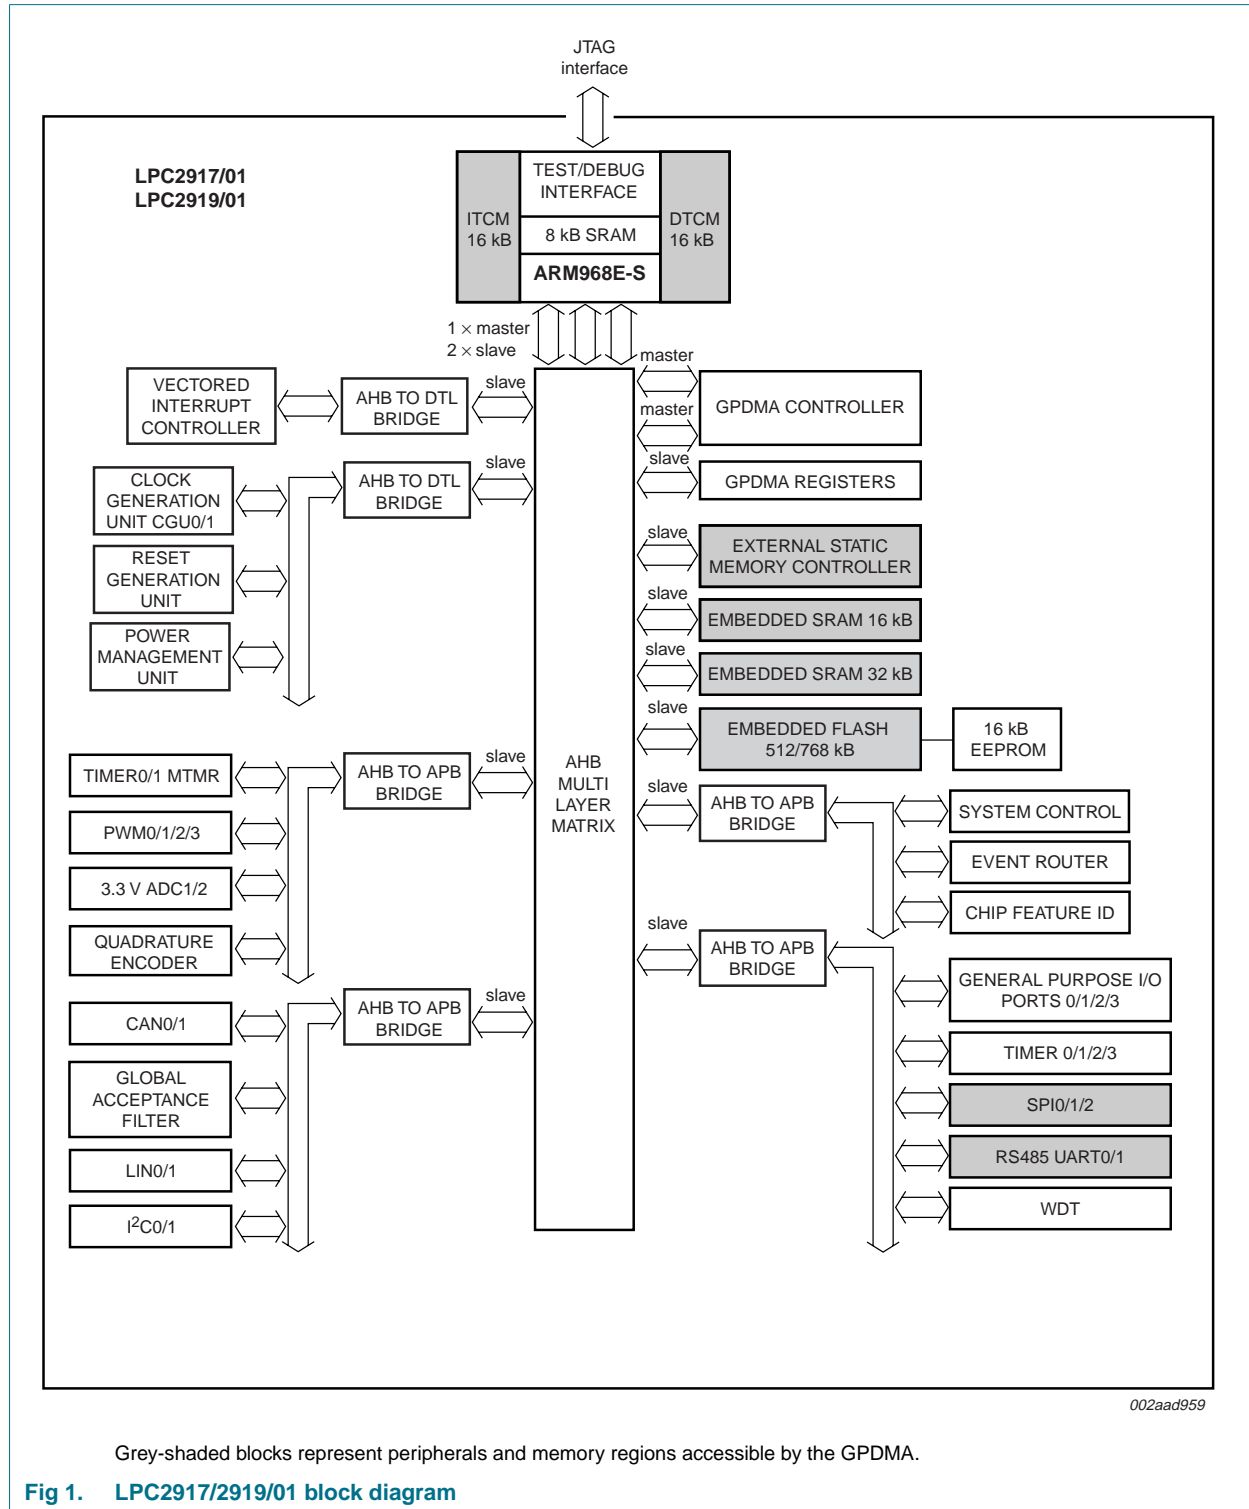 JTAG
interface
LPC2917/01
LPC2919/01
ITCM
16 kB
TEST/DEBUG
INTERFACE
8 kB SRAM
ARM968E-S
DTCM
16 kB
1 × master
2 × slave
VECTORED
INTERRUPT
CONTROLLER
AHB TO DTL
BRIDGE
slave
CLOCK
GENERATION
UNIT CGU0/1
AHB TO DTL
BRIDGE
slave
RESET
GENERATION
UNIT
POWER
MANAGEMENT
UNIT
TIMER0/1 MTMR
AHB TO APB
BRIDGE
slave
PWM0/1/2/3
3.3 V ADC1/2
QUADRATURE
ENCODER
CAN0/1
AHB TO APB
BRIDGE
slave
GLOBAL
ACCEPTANCE
FILTER
LIN0/1
I²C0/1
AHB
MULTI
LAYER
MATRIX
master
master
GPDMA CONTROLLER
slave
GPDMA REGISTERS
slave
EXTERNAL STATIC
MEMORY CONTROLLER
slave
EMBEDDED SRAM 16 kB
slave
EMBEDDED SRAM 32 kB
slave
EMBEDDED FLASH
512/768 kB
16 kB
EEPROM
slave
AHB TO APB
BRIDGE
SYSTEM CONTROL
EVENT ROUTER
CHIP FEATURE ID
slave
AHB TO APB
BRIDGE
GENERAL PURPOSE I/O
PORTS 0/1/2/3
TIMER 0/1/2/3
SPI0/1/2
RS485 UART0/1
WDT
002aad959
Grey-shaded blocks represent peripherals and memory regions accessible by the GPDMA.
Fig 1. LPC2917/2919/01 block diagram